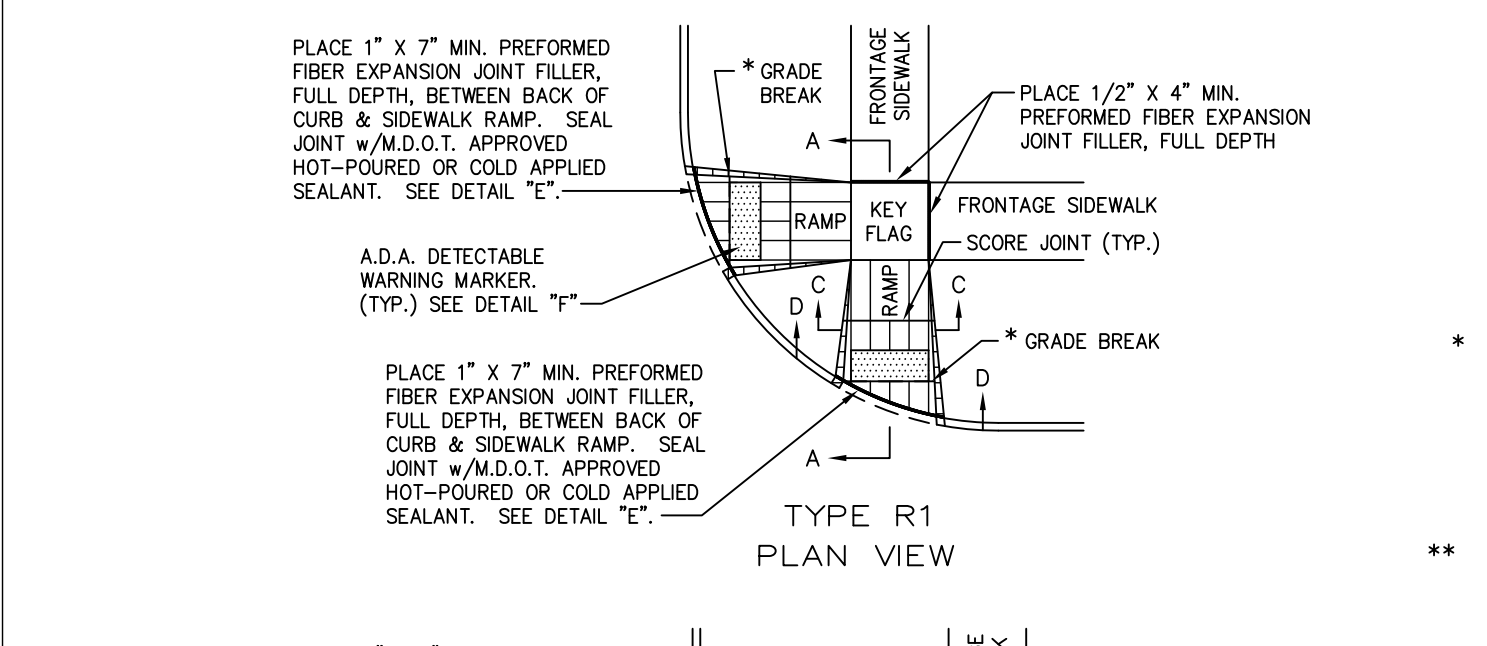 PLACE 1" X 7" MIN. PREFORMED
FIBER EXPANSION JOINT FILLER,
FULL DEPTH, BETWEEN BACK OF
CURB & SIDEWALK RAMP. SEAL
JOINT w/M.D.O.T. APPROVED
HOT-POURED OR COLD APPLIED
SEALANT. SEE DETAIL "E".
* GRADE
BREAK
FRONTAGE
SIDEWALK
PLACE 1/2" X 4" MIN.
PREFORMED FIBER EXPANSION
JOINT FILLER, FULL DEPTH
A
RAMP
KEY
FLAG
FRONTAGE SIDEWALK
SCORE JOINT (TYP.)
A.D.A. DETECTABLE
WARNING MARKER.
(TYP.) SEE DETAIL "F"
RAMP
C
C
D
* GRADE BREAK
*
D
PLACE 1" X 7" MIN. PREFORMED
FIBER EXPANSION JOINT FILLER,
FULL DEPTH, BETWEEN BACK OF
CURB & SIDEWALK RAMP. SEAL
JOINT w/M.D.O.T. APPROVED
HOT-POURED OR COLD APPLIED
SEALANT. SEE DETAIL "E".
A
TYPE R1
PLAN VIEW
**